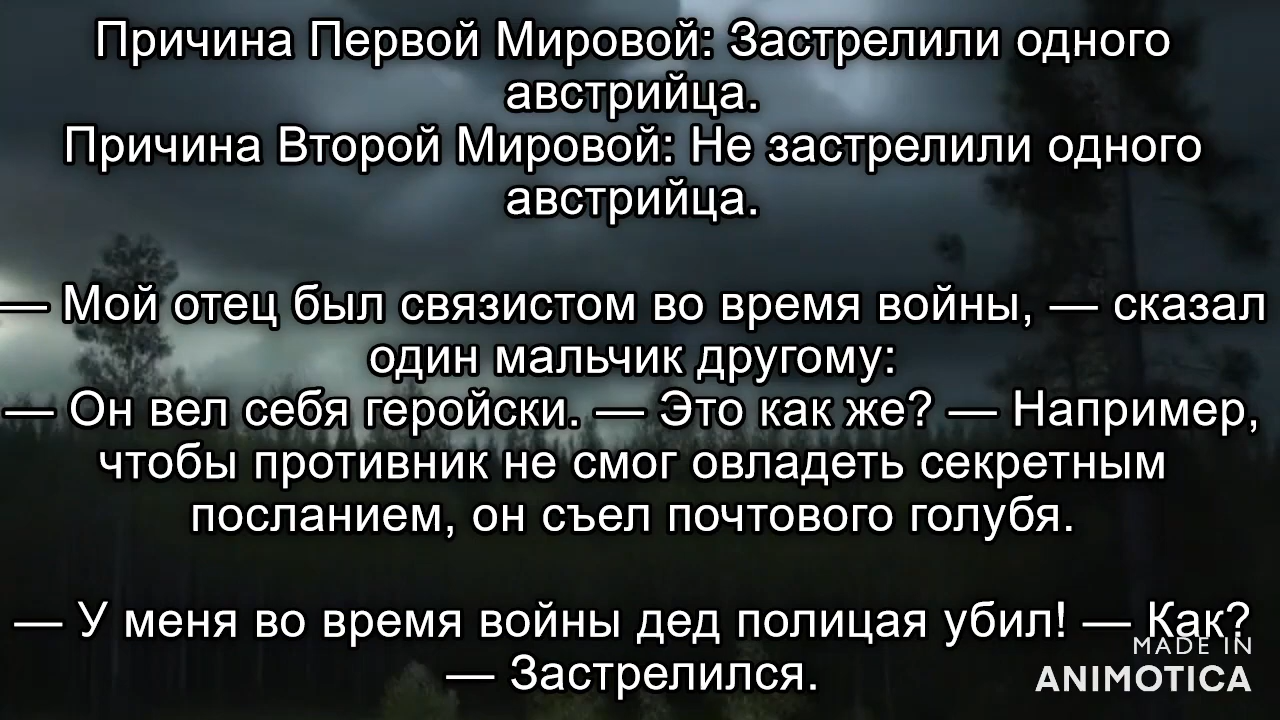 Причина Первой Мировой: Застрелили одного
австрийца.
Причина Второй Мировой: Не застрелили одного
австрийца.
— Мой отец был связистом во время войны, — сказал
один мальчик другому:
— Он вел себя геройски. — Это как же? — Например,
чтобы противник не смог овладеть секретным
посланием, он съел почтового голубя.
— У меня во время войны дед полицая убил! — Как?
— Застрелился.
MADE IN
ANIMOTICA